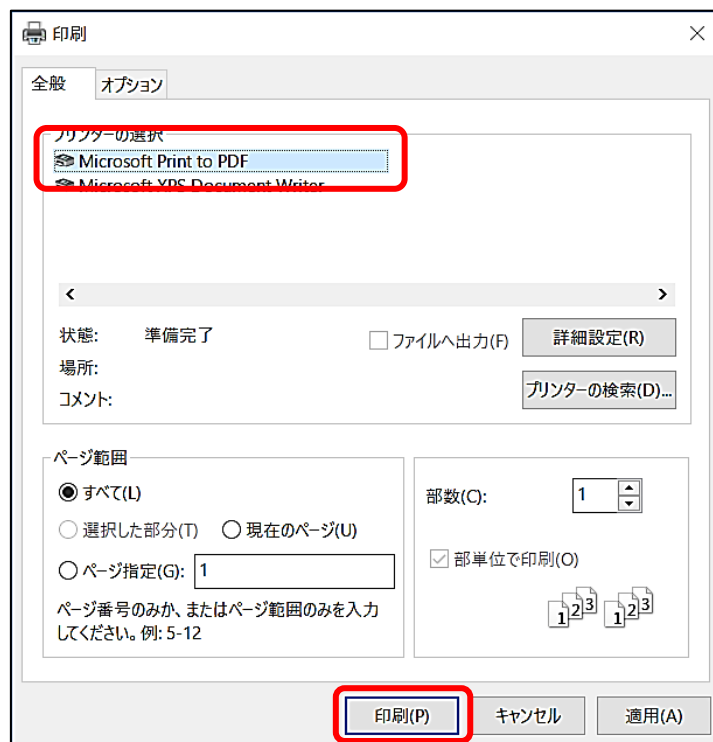 印刷
全般 オプション
プリンターの選択
Microsoft Print to PDF
Microsoft XPS Document Writer
状態: 準備完了
ファイルへ出力(F)
詳細設定(R)
場所:
コメント:
プリンターの検索(D)...
ページ範囲
すべて(L)
選択した部分(T) 現在のページ(U)
ページ指定(G): 1
ページ番号のみか、またはページ範囲のみを入力
してください。例: 5-12
部数(C): 1
部単位で印刷(O)
1 2 3 1 2 3
印刷(P) キャンセル 適用(A)